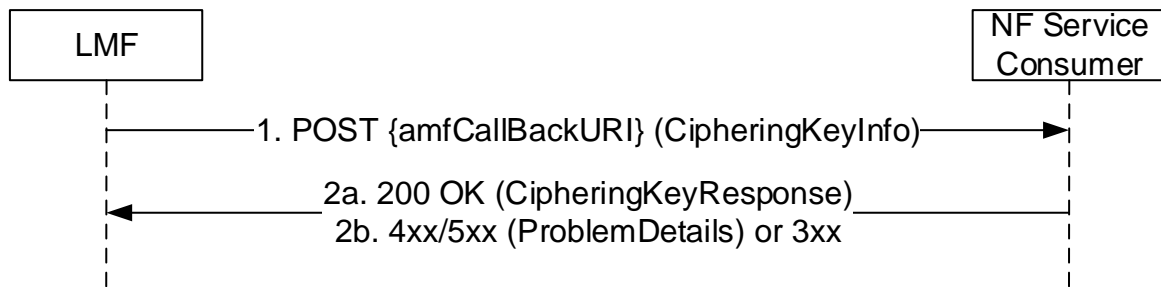 LMF
NF Service
Consumer
1. POST {amfCallBackURI} (CipheringKeyInfo)
2a. 200 OK (CipheringKeyResponse)
2b. 4xx/5xx (ProblemDetails) or 3xx